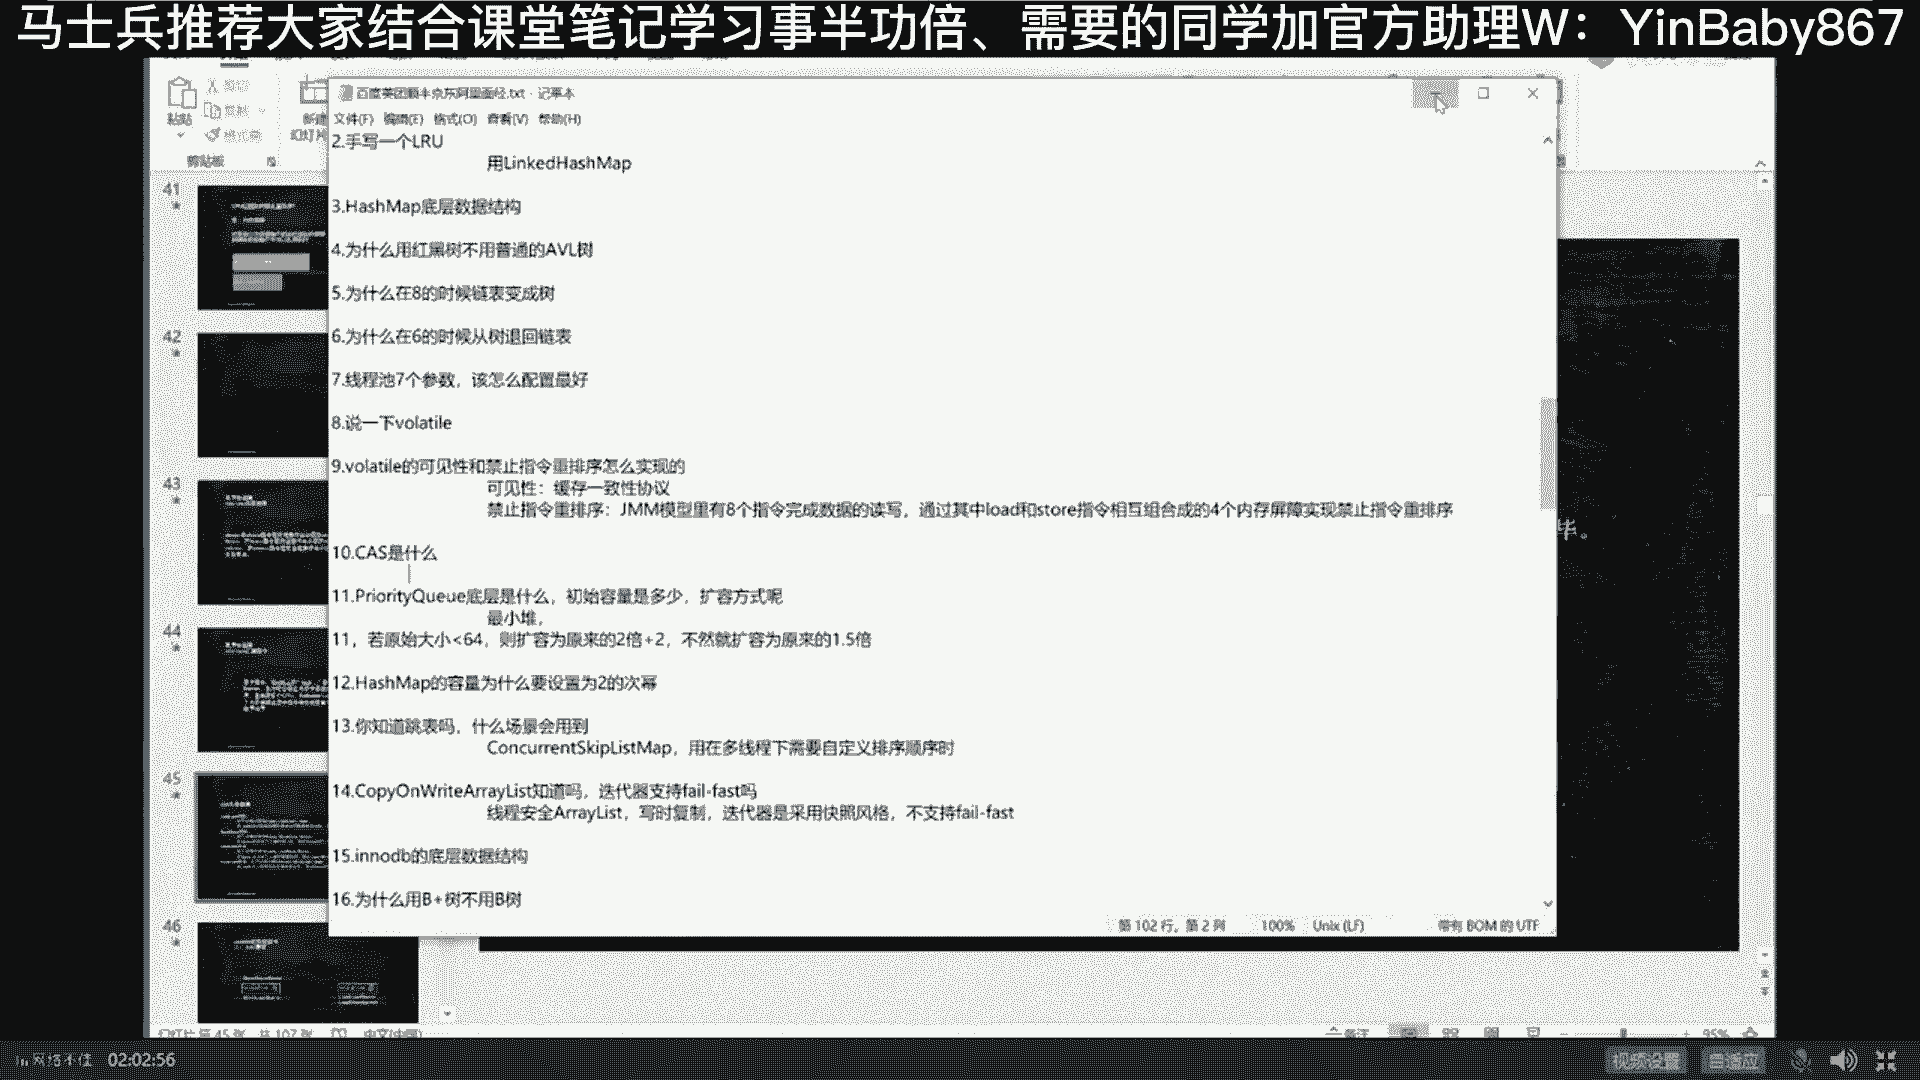 马士兵推荐大家结合课堂笔记学习事半功倍、需要的同学加官方助理W：YinBaby867
粘贴
剪切
复制
格式刷
剪贴板
新建
百度美团顺丰京东阿里面经.txt - 记事本
文件(F) 编辑(E) 格式(O) 查看(V) 帮助(H)
2.手写一个LRU
用LinkedHashMap
3.HashMap底层数据结构
4.为什么用红黑树不用普通的AVL树
5.为什么在8的时候链表变成树
6.为什么在6的时候从树退回链表
7.线程池7个参数，该怎么配置最好
8.说一下volatile
9.volatile的可见性和禁止指令重排序怎么实现的
可见性：缓存一致性协议
禁止指令重排序：JMM模型里有8个指令完成数据的读写，通过其中load和store指令相互组合成的4个内存屏障实现禁止指令重排序
10.CAS是什么
11.PriorityQueue底层是什么，初始容量是多少，扩容方式呢
最小堆，
11，若原始大小<64，则扩容为原来的2倍+2，不然就扩容为原来的1.5倍
12.HashMap的容量为什么要设置为2的次幂
13.你知道跳表吗，什么场景会用到
ConcurrentSkipListMap，用在多线程下需要自定义排序顺序时
14.CopyOnWriteArrayList知道吗，迭代器支持fail-fast吗
线程安全ArrayList，写时复制，迭代器是采用快照风格，不支持fail-fast
15.innodb的底层数据结构
16.为什么用B+树不用B树
第 102 行，第 2 列 100% Unix (LF) 带有 BOM 的 UTF
41
42
43
44
45
46
毕。
幻灯片 第 45 张，共 107 张 中文(中国)
备注
95%
网络不佳 02:02:56
视频设置 自适应